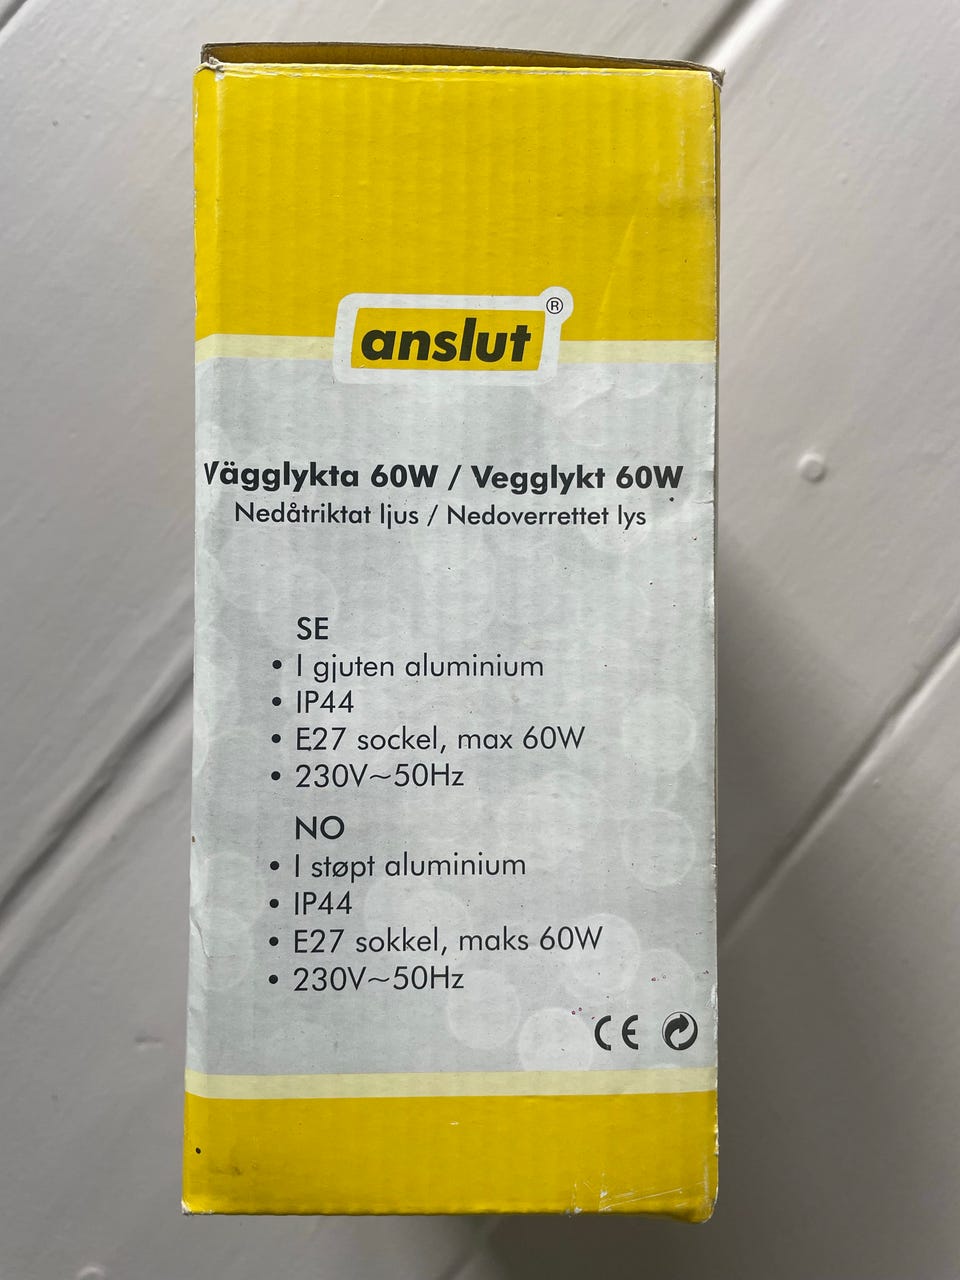 anslut®
Vägglykta 60W / Vegglykt 60W
Nedåtriktat ljus / Nedoverrettet lys
SE
• I gjuten aluminium
• IP44
• E27 sockel, max 60W
• 230V~50Hz
NO
• I støpt aluminium
• IP44
• E27 sokkel, maks 60W
• 230V~50Hz
CE